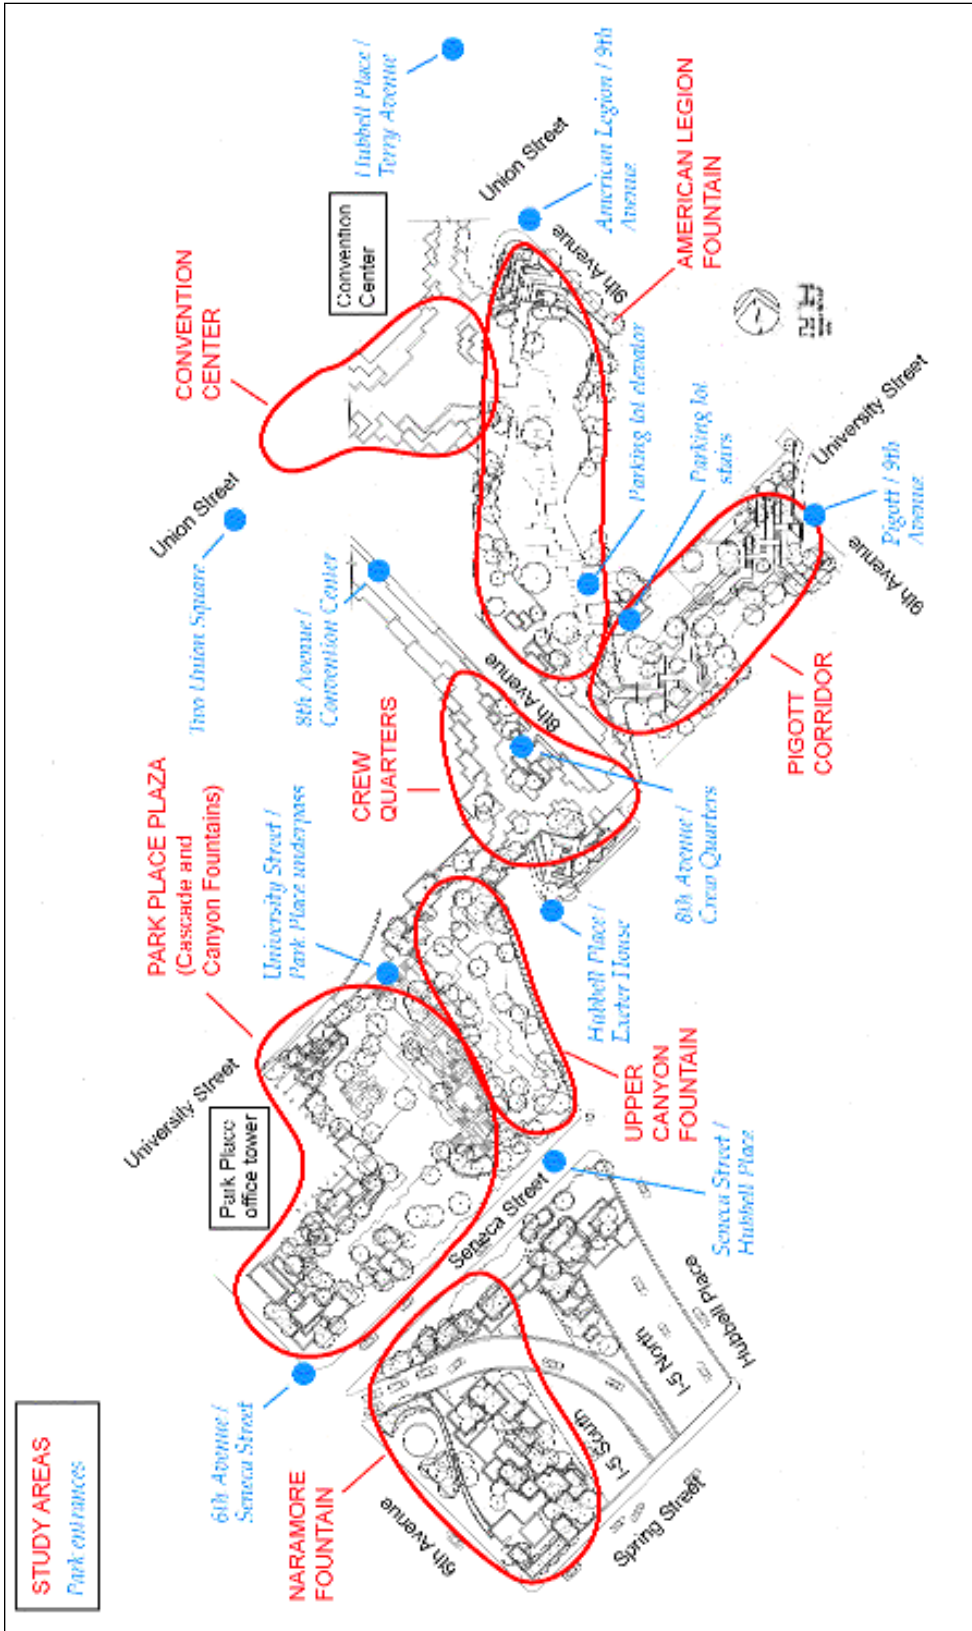 STUDY AREAS
Park entrances
NARAMORE
FOUNTAIN
6th Avenue /
Seneca Street
6th Avenue
Spring Street
I-5 South
I-5 North
Hubbell Place
Seneca Street
Seneca Street /
Hubbell Place
Park Place
office tower
University Street
PARK PLACE PLAZA
(Cascade and
Canyon Fountains)
University Street /
Park Place underpass
UPPER
CANYON
FOUNTAIN
Hubbell Place /
Exeter House
CREW
QUARTERS
8th Avenue /
Crew Quarters
8th Avenue /
Convention Center
Two Union Square
Union Street
8th Avenue
PIGOTT
CORRIDOR
Pigott / 9th
Avenue
9th Avenue
University Street
Parking lot
stairs
Parking lot elevator
CONVENTION
CENTER
Convention
Center
AMERICAN LEGION
FOUNTAIN
9th Avenue
American Legion / 9th
Avenue
Union Street
Hubbell Place /
Terry Avenue